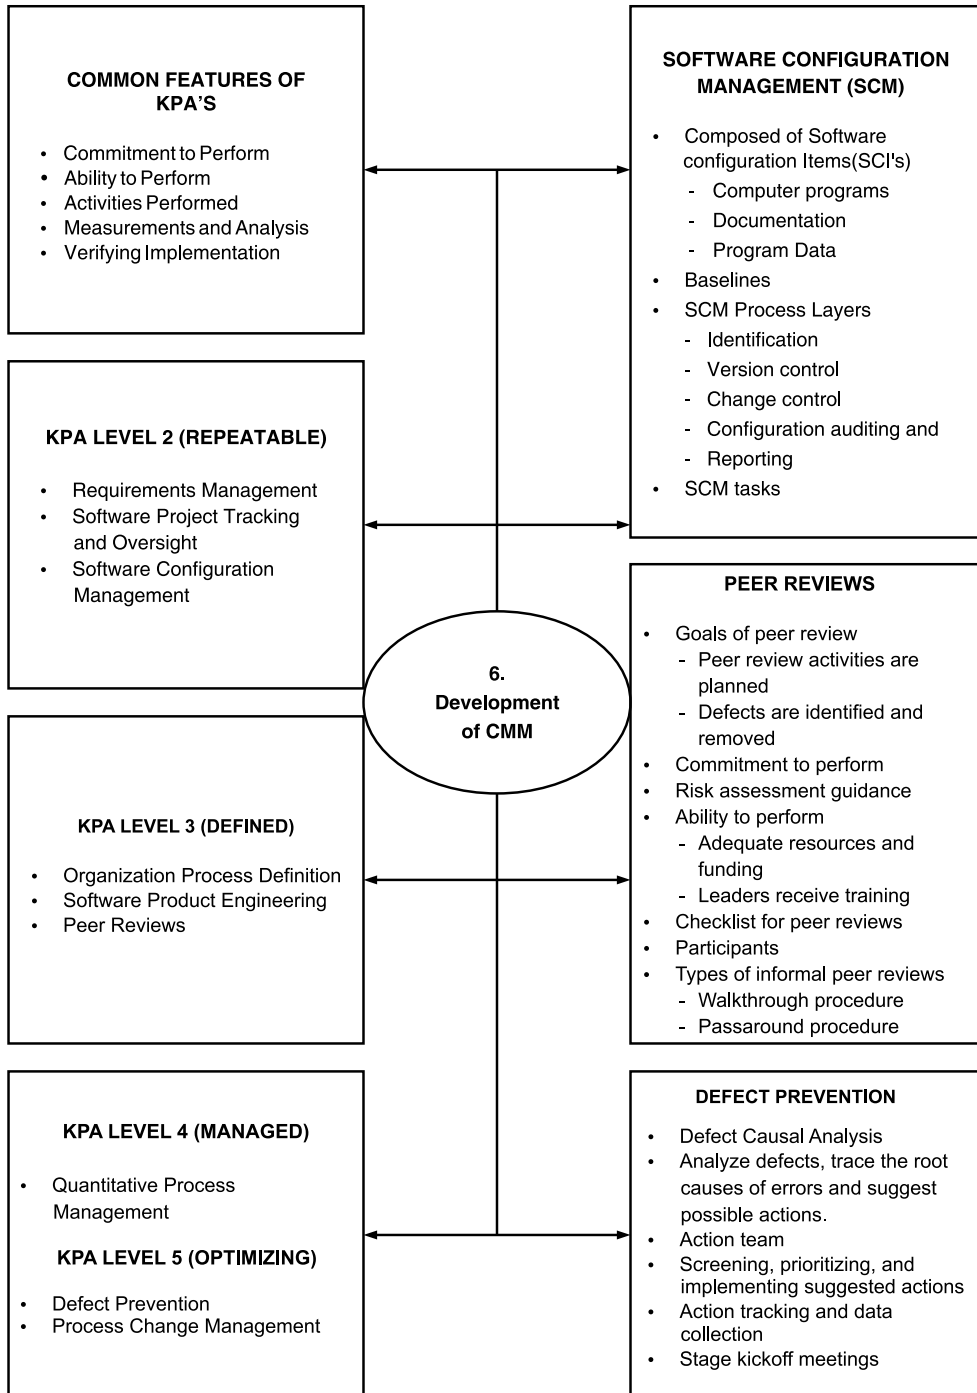 COMMON FEATURES OF
KPA'S
• Commitment to Perform
• Ability to Perform
• Activities Performed
• Measurements and Analysis
• Verifying Implementation
KPA LEVEL 2 (REPEATABLE)
• Requirements Management
• Software Project Tracking
and Oversight
• Software Configuration
Management
KPA LEVEL 3 (DEFINED)
• Organization Process Definition
• Software Product Engineering
• Peer Reviews
KPA LEVEL 4 (MANAGED)
• Quantitative Process
Management
KPA LEVEL 5 (OPTIMIZING)
• Defect Prevention
• Process Change Management
6.
Development
of CMM
SOFTWARE CONFIGURATION
MANAGEMENT (SCM)
• Composed of Software
configuration Items(SCI's)
- Computer programs
- Documentation
- Program Data
• Baselines
• SCM Process Layers
- Identification
- Version control
- Change control
- Configuration auditing and
- Reporting
• SCM tasks
PEER REVIEWS
• Goals of peer review
- Peer review activities are
planned
- Defects are identified and
removed
• Commitment to perform
• Risk assessment guidance
• Ability to perform
- Adequate resources and
funding
- Leaders receive training
• Checklist for peer reviews
• Participants
• Types of informal peer reviews
- Walkthrough procedure
- Passaround procedure
DEFECT PREVENTION
• Defect Causal Analysis
• Analyze defects, trace the root
causes of errors and suggest
possible actions.
• Action team
• Screening, prioritizing, and
implementing suggested actions
• Action tracking and data
collection
• Stage kickoff meetings